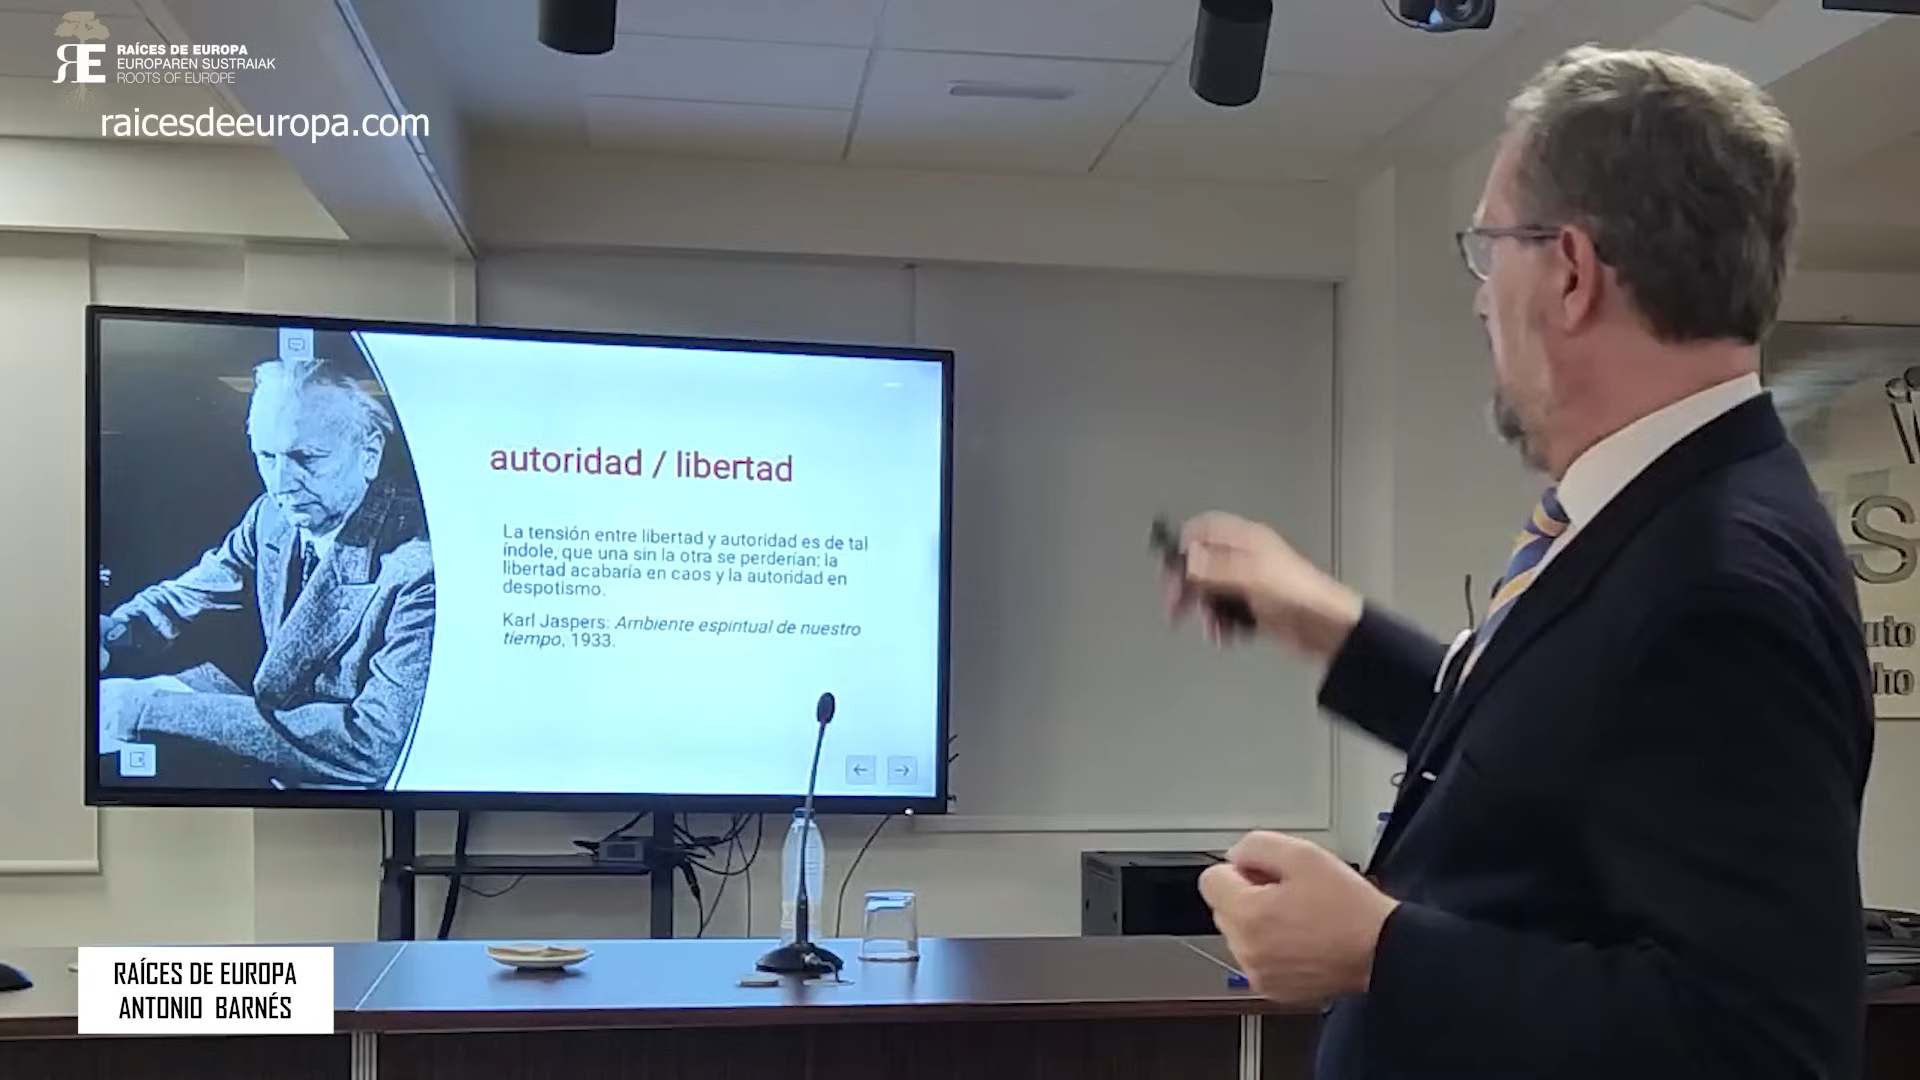 RAÍCES DE EUROPA
EUROPAREN SUSTRAIAK
ROOTS OF EUROPE
raicesdeeuropa.com
autoridad / libertad
La tensión entre libertad y autoridad es de tal
índole, que una sin la otra se perderían: la
libertad acabaría en caos y la autoridad en
despotismo.
Karl Jaspers: Ambiente espiritual de nuestro
tiempo, 1933.
RAÍCES DE EUROPA
ANTONIO BARNÉS